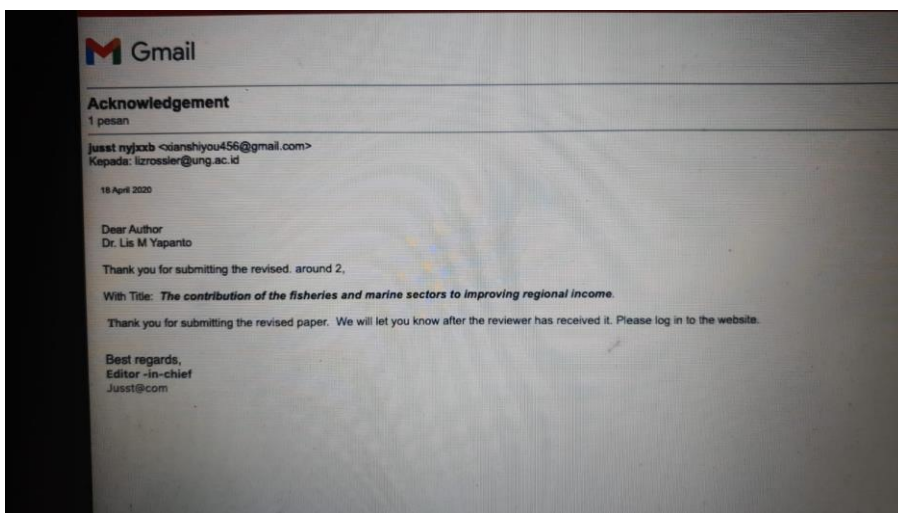 Gmail
Acknowledgement
1 pesan
jusst nyjxxb <xianshiyou456@gmail.com>
Kepada: lizrossler@ung.ac.id
18 April 2020
Dear Author
Dr. Lis M Yapanto
Thank you for submitting the revised. around 2,
With Title: The contribution of the fisheries and marine sectors to improving regional income.
Thank you for submitting the revised paper. We will let you know after the reviewer has received it. Please log in to the website.
Best regards,
Editor -in-chief
Jusst@com